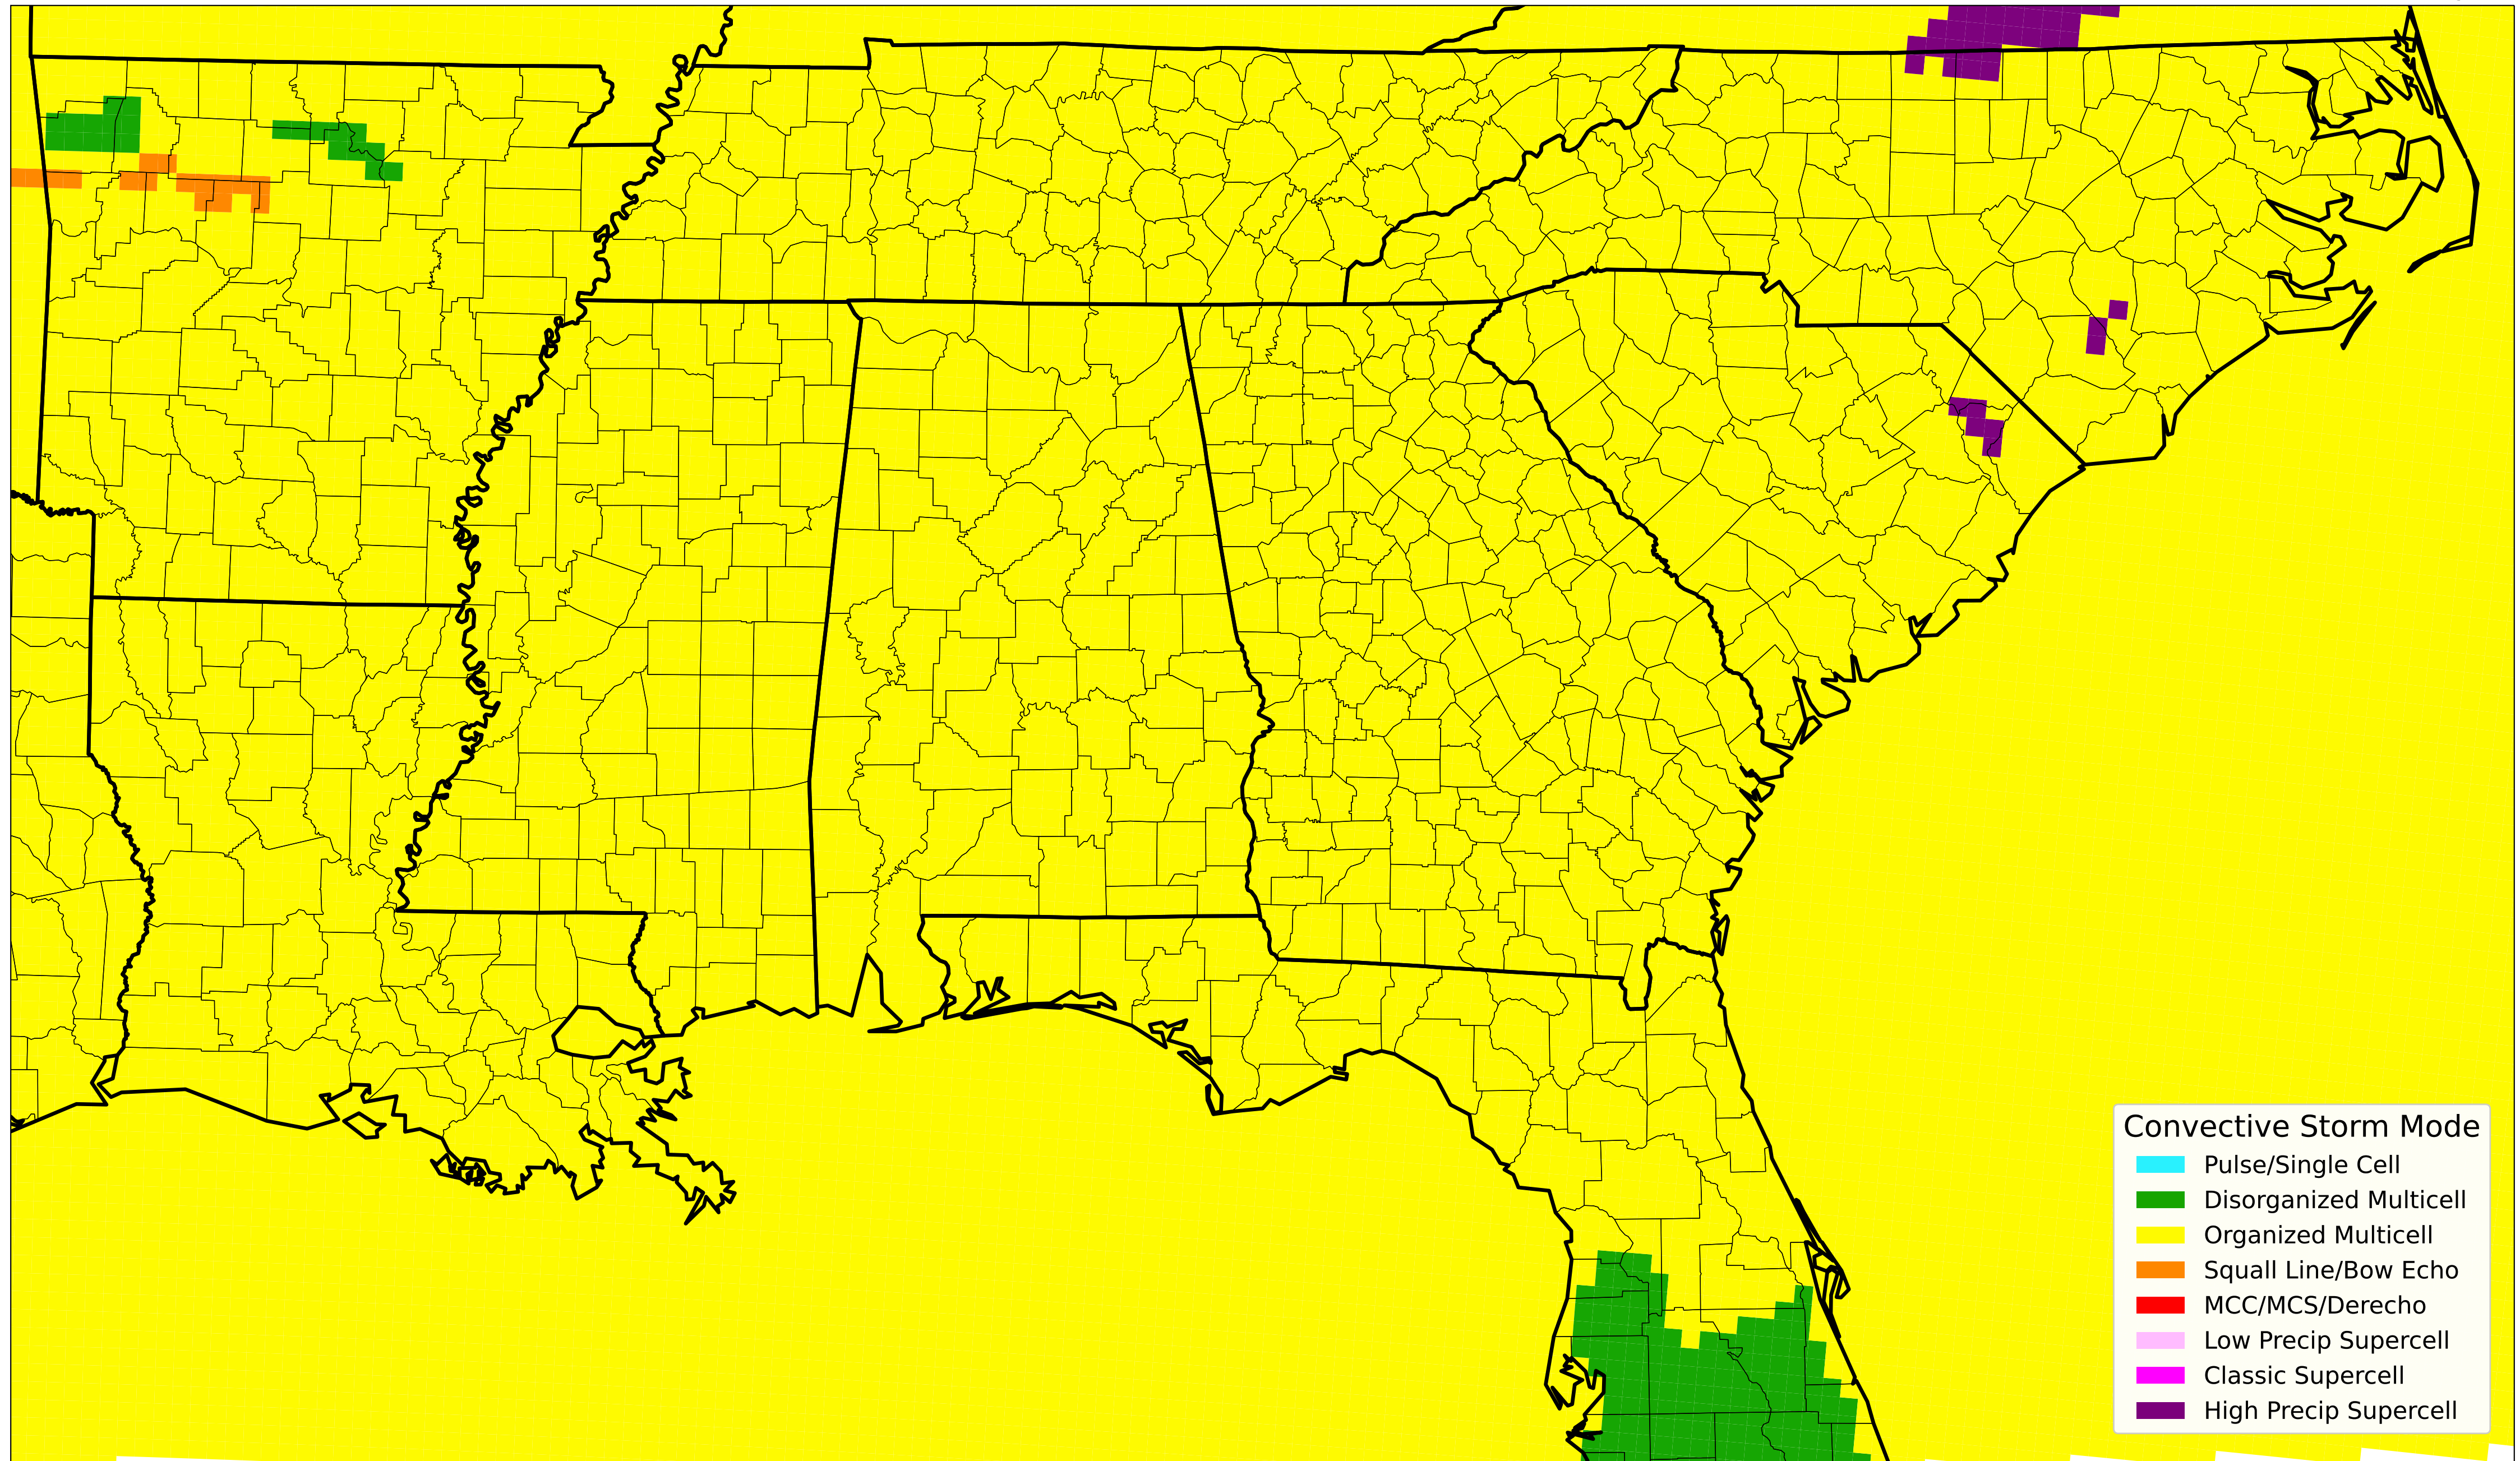 Convective Storm Mode
Pulse/Single Cell
Disorganized Multicell
Organized Multicell
Squall Line/Bow Echo
MCC/MCS/Derecho
Low Precip Supercell
Classic Supercell
High Precip Supercell